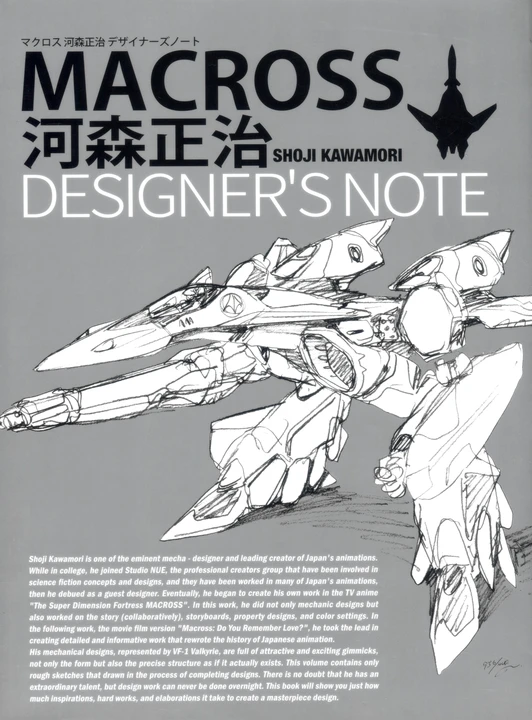 マクロス 河森正治 デザイナーズノート
MACROSS
河森正治 SHOJI KAWAMORI
DESIGNER'S NOTE
Shoji Kawamori is one of the eminent mecha - designer and leading creator of Japan's animations.
While in college, he joined Studio NUE, the professional creators group that have been involved in
science fiction concepts and designs, and they have been worked in many of Japan's animations,
then he debued as a guest designer. Eventually, he began to create his own work in the TV anime
"The Super Dimension Fortress MACROSS". In this work, he did not only mechanic designs but
also worked on the story (collaboratively), storyboards, property designs, and color settings. In
the following work, the movie film version "Macross: Do You Remember Love?", he took the lead in
creating detailed and informative work that rewrote the history of Japanese animation.
His mechanical designs, represented by VF-1 Valkyrie, are full of attractive and exciting gimmicks,
not only the form but also the precise structure as if it actually exists. This volume contains only
rough sketches that drawn in the process of completing designs. There is no doubt that he has an
extraordinary talent, but design work can never be done overnight. This book will show you just how
much inspirations, hard works, and elaborations it take to create a masterpiece design.